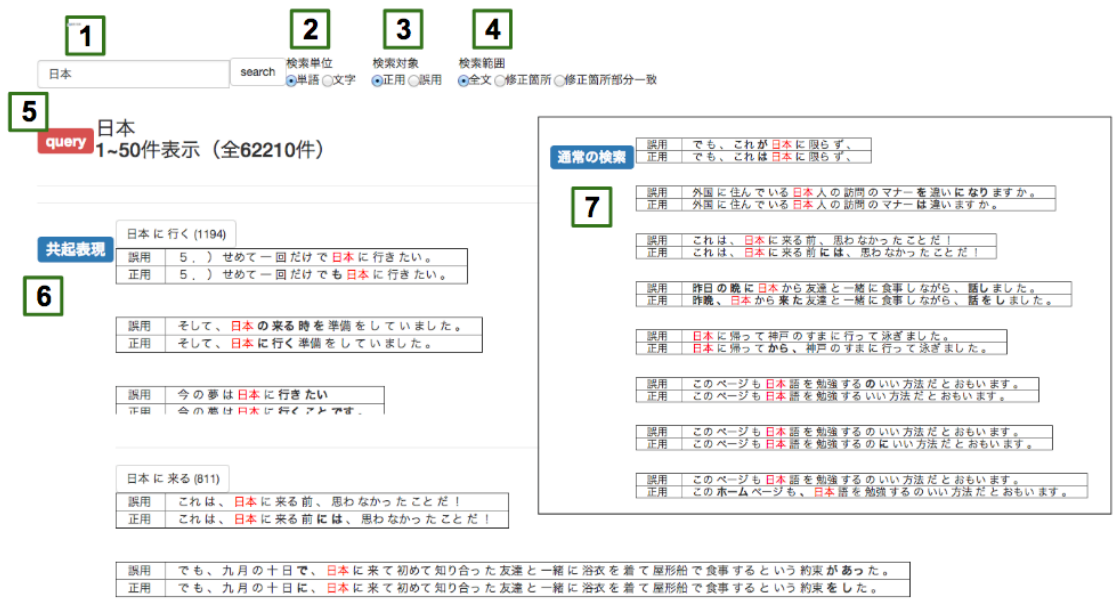 1
2
3
4
検索単位
検索対象
検索範囲
日本
search
単語 文字
正用 誤用
全文 修正箇所 修正箇所部分一致
5
query
日本
1~50件表示（全62210件）
共起表現
6
日本 に 行く (1194)
誤用 ５．）せめて一回だけで日本に行きたい。
正用 ５．）せめて一回だけでも日本に行きたい。
誤用 そして、日本の来る時を準備をしていました。
正用 そして、日本に行く準備をしていました。
誤用 今の夢は日本に行きたい
正用 今の夢は日本に行くことです。
日本 に 来る (811)
誤用 これは、日本に来る前、思わなかったことだ！
正用 これは、日本に来る前には、思わなかったことだ！
誤用 でも、九月の十日で、日本に来て初めて知り合った友達と一緒に浴衣を着て屋形船で食事するという約束があった。
正用 でも、九月の十日に、日本に来て初めて知り合った友達と一緒に浴衣を着て屋形船で食事するという約束をした。
通常の検索
7
誤用 でも、これが日本に限らず、
正用 でも、これは日本に限らず、
誤用 外国に住んでいる日本人の訪問のマナーを違いになりますか。
正用 外国に住んでいる日本人の訪問のマナーは違いますか。
誤用 これは、日本に来る前、思わなかったことだ！
正用 これは、日本に来る前には、思わなかったことだ！
誤用 昨日の晩に日本から友達と一緒に食事しながら、話しました。
正用 昨晩、日本から来た友達と一緒に食事しながら、話をしました。
誤用 日本に帰って神戸のすまに行って泳ぎました。
正用 日本に帰ってから、神戸のすまに行って泳ぎました。
誤用 このページも日本語を勉強するのいい方法だとおもいます。
正用 このページも日本語を勉強するいい方法だとおもいます。
誤用 このページも日本語を勉強するのいい方法だとおもいます。
正用 このページも日本語を勉強するのにいい方法だとおもいます。
誤用 このページも日本語を勉強するのいい方法だとおもいます。
正用 このホームページも、日本語を勉強するのいい方法だとおもいます。